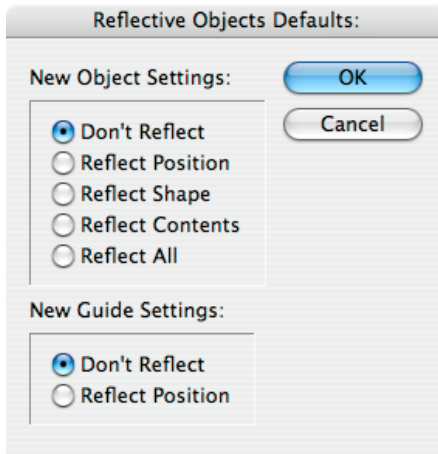 Reflective Objects Defaults:
New Object Settings:
OK
Don't Reflect
Cancel
Reflect Position
Reflect Shape
Reflect Contents
Reflect All
New Guide Settings:
Don't Reflect
Reflect Position